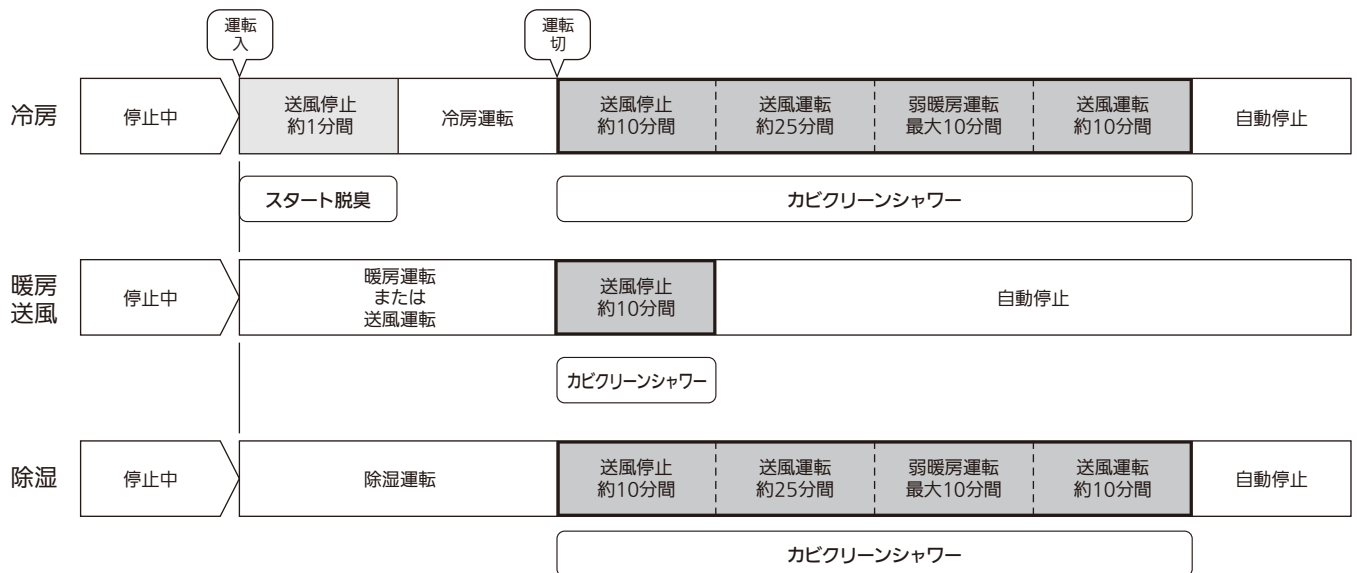 運転
入
運転
切
冷房
停止中
送風停止
約1分間
冷房運転
送風停止
約10分間
送風運転
約25分間
弱暖房運転
最大10分間
送風運転
約10分間
自動停止
スタート脱臭
カビクリーンシャワー
暖房
送風
停止中
暖房運転
または
送風運転
送風停止
約10分間
自動停止
カビクリーンシャワー
除湿
停止中
除湿運転
送風停止
約10分間
送風運転
約25分間
弱暖房運転
最大10分間
送風運転
約10分間
自動停止
カビクリーンシャワー